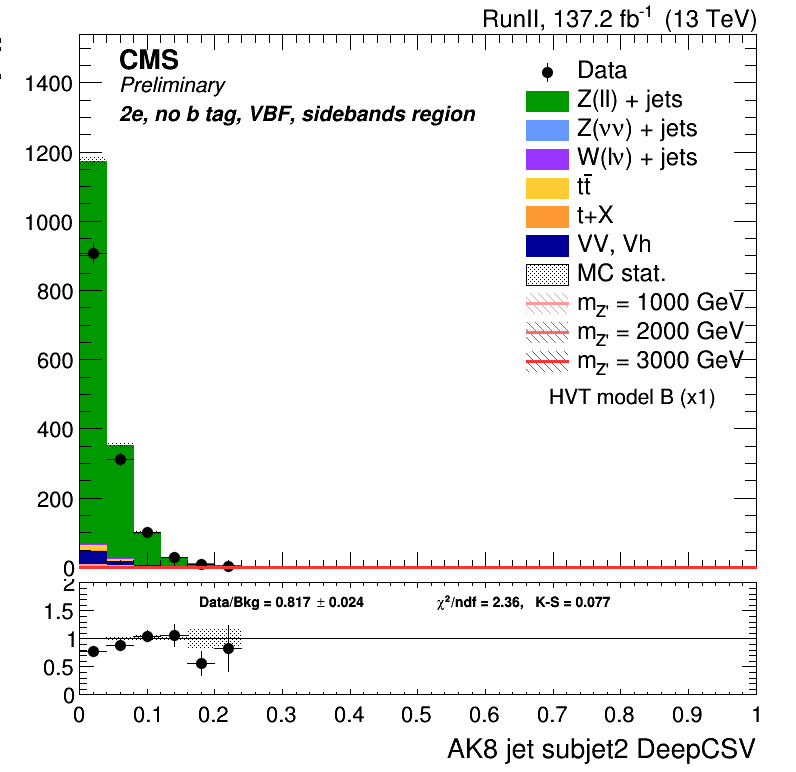 RunII, 137.2 fb⁻¹ (13 TeV)
CMS
Preliminary
2e, no b tag, VBF, sidebands region
Data
Z(ll) + jets
Z(νν) + jets
W(lν) + jets
tt̄
t+X
VV, Vh
MC stat.
m_Z' = 1000 GeV
m_Z' = 2000 GeV
m_Z' = 3000 GeV
HVT model B (x1)
1400
1200
1000
800
600
400
200
0
2
1.5
1
0.5
0
Data/Bkg = 0.817 ± 0.024
χ²/ndf = 2.36, K-S = 0.077
0 0.1 0.2 0.3 0.4 0.5 0.6 0.7 0.8 0.9 1
AK8 jet subjet2 DeepCSV